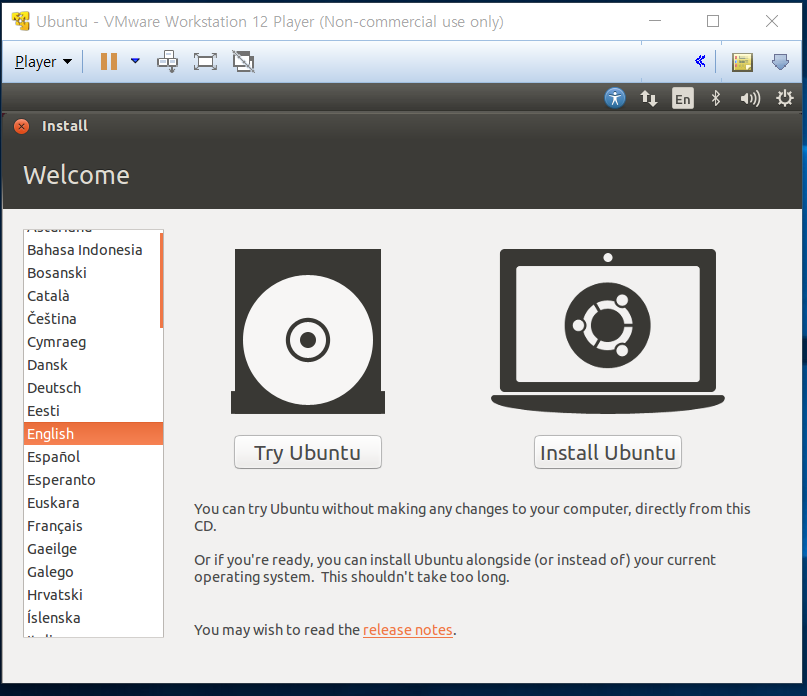 Ubuntu - VMware Workstation 12 Player (Non-commercial use only)
Player
En
Install
Welcome
Asturianu
Bahasa Indonesia
Bosanski
Català
Čeština
Cymraeg
Dansk
Deutsch
Eesti
English
Español
Esperanto
Euskara
Français
Gaeilge
Galego
Hrvatski
Íslenska
Try Ubuntu
Install Ubuntu
You can try Ubuntu without making any changes to your computer, directly from this
CD.
Or if you're ready, you can install Ubuntu alongside (or instead of) your current
operating system.  This shouldn't take too long.
You may wish to read the release notes.